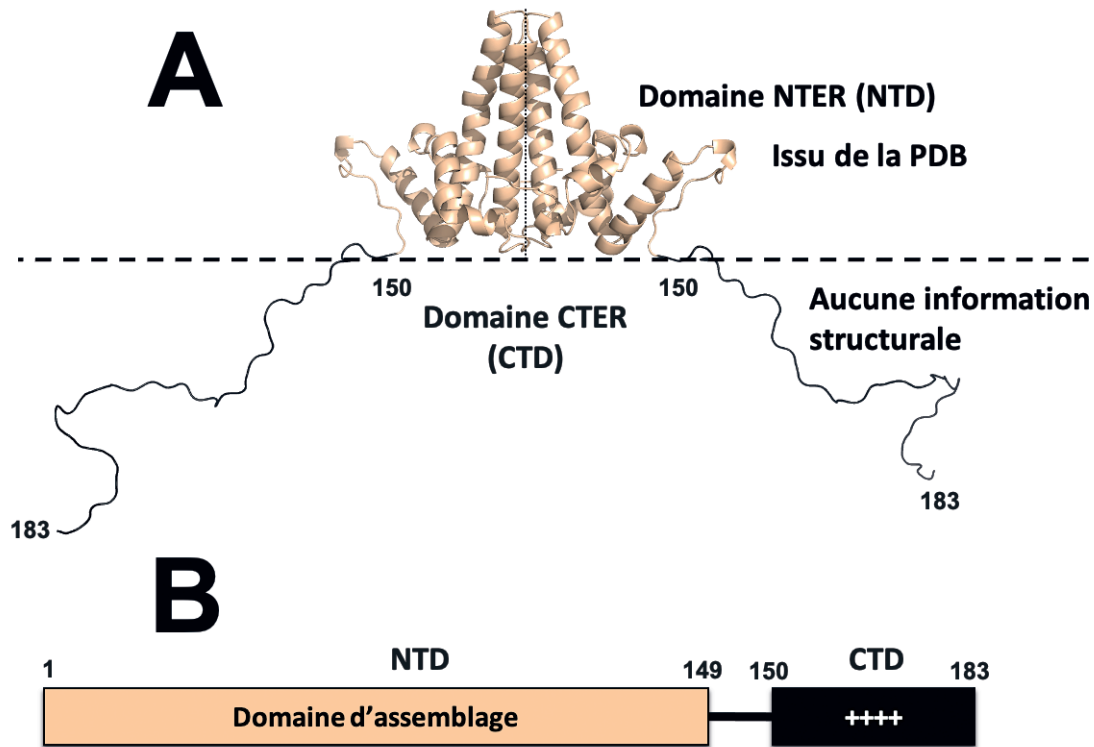 A
Domaine NTER (NTD)
Issu de la PDB
150
150
Domaine CTER
(CTD)
Aucune information
structurale
183
183
B
1
NTD
149
150
CTD
183
Domaine d'assemblage
++++